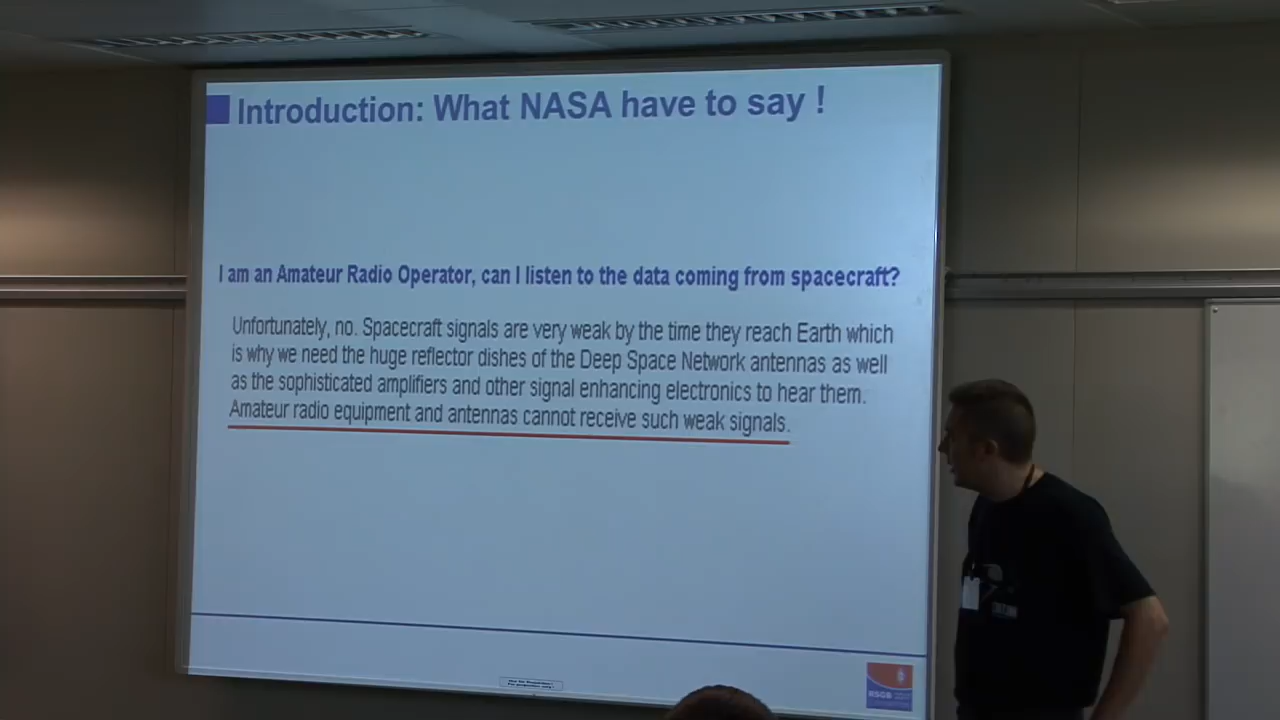 Introduction: What NASA have to say !
I am an Amateur Radio Operator, can I listen to the data coming from spacecraft?
Unfortunately, no. Spacecraft signals are very weak by the time they reach Earth which
is why we need the huge reflector dishes of the Deep Space Network antennas as well
as the sophisticated amplifiers and other signal enhancing electronics to hear them.
Amateur radio equipment and antennas cannot receive such weak signals.
RSGB